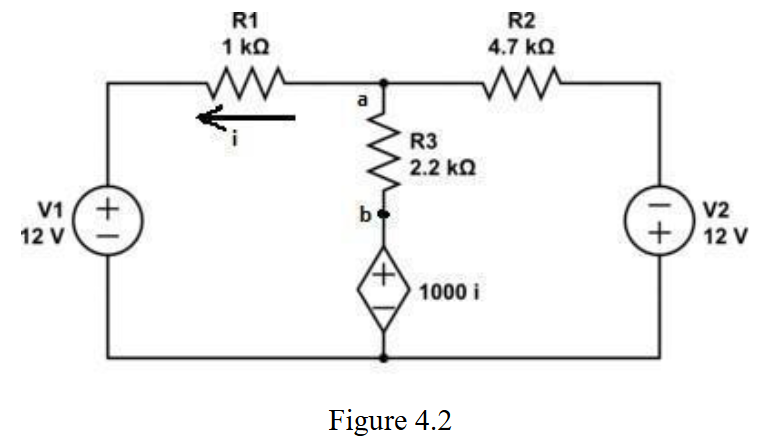 R1
1 kΩ
R2
4.7 kΩ
a
i
R3
2.2 kΩ
b
V1
12 V
+
−
+
−
1000 i
−
+
V2
12 V
Figure 4.2